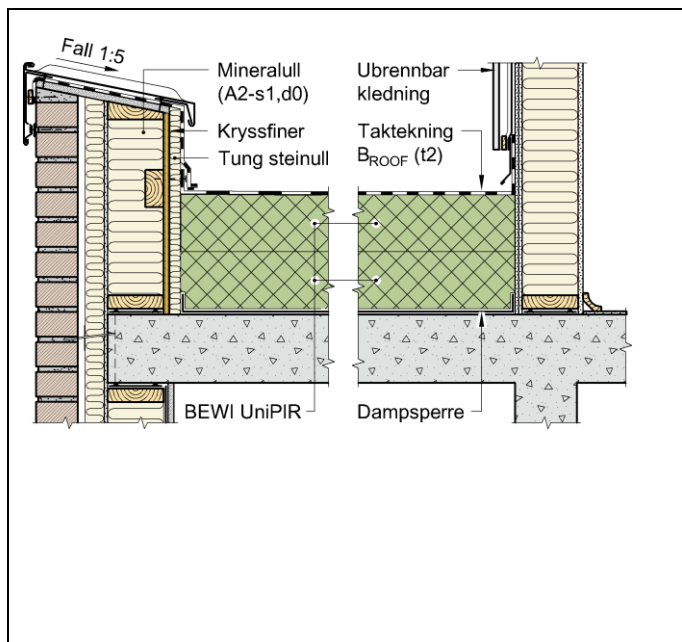 Fall 1:5
Mineralull
(A2-s1,d0)
Kryssfiner
Tung steinull
Ubrennbar
kledning
Taktekning
BROOF (t2)
BEWI UniPIR
Dampsperre